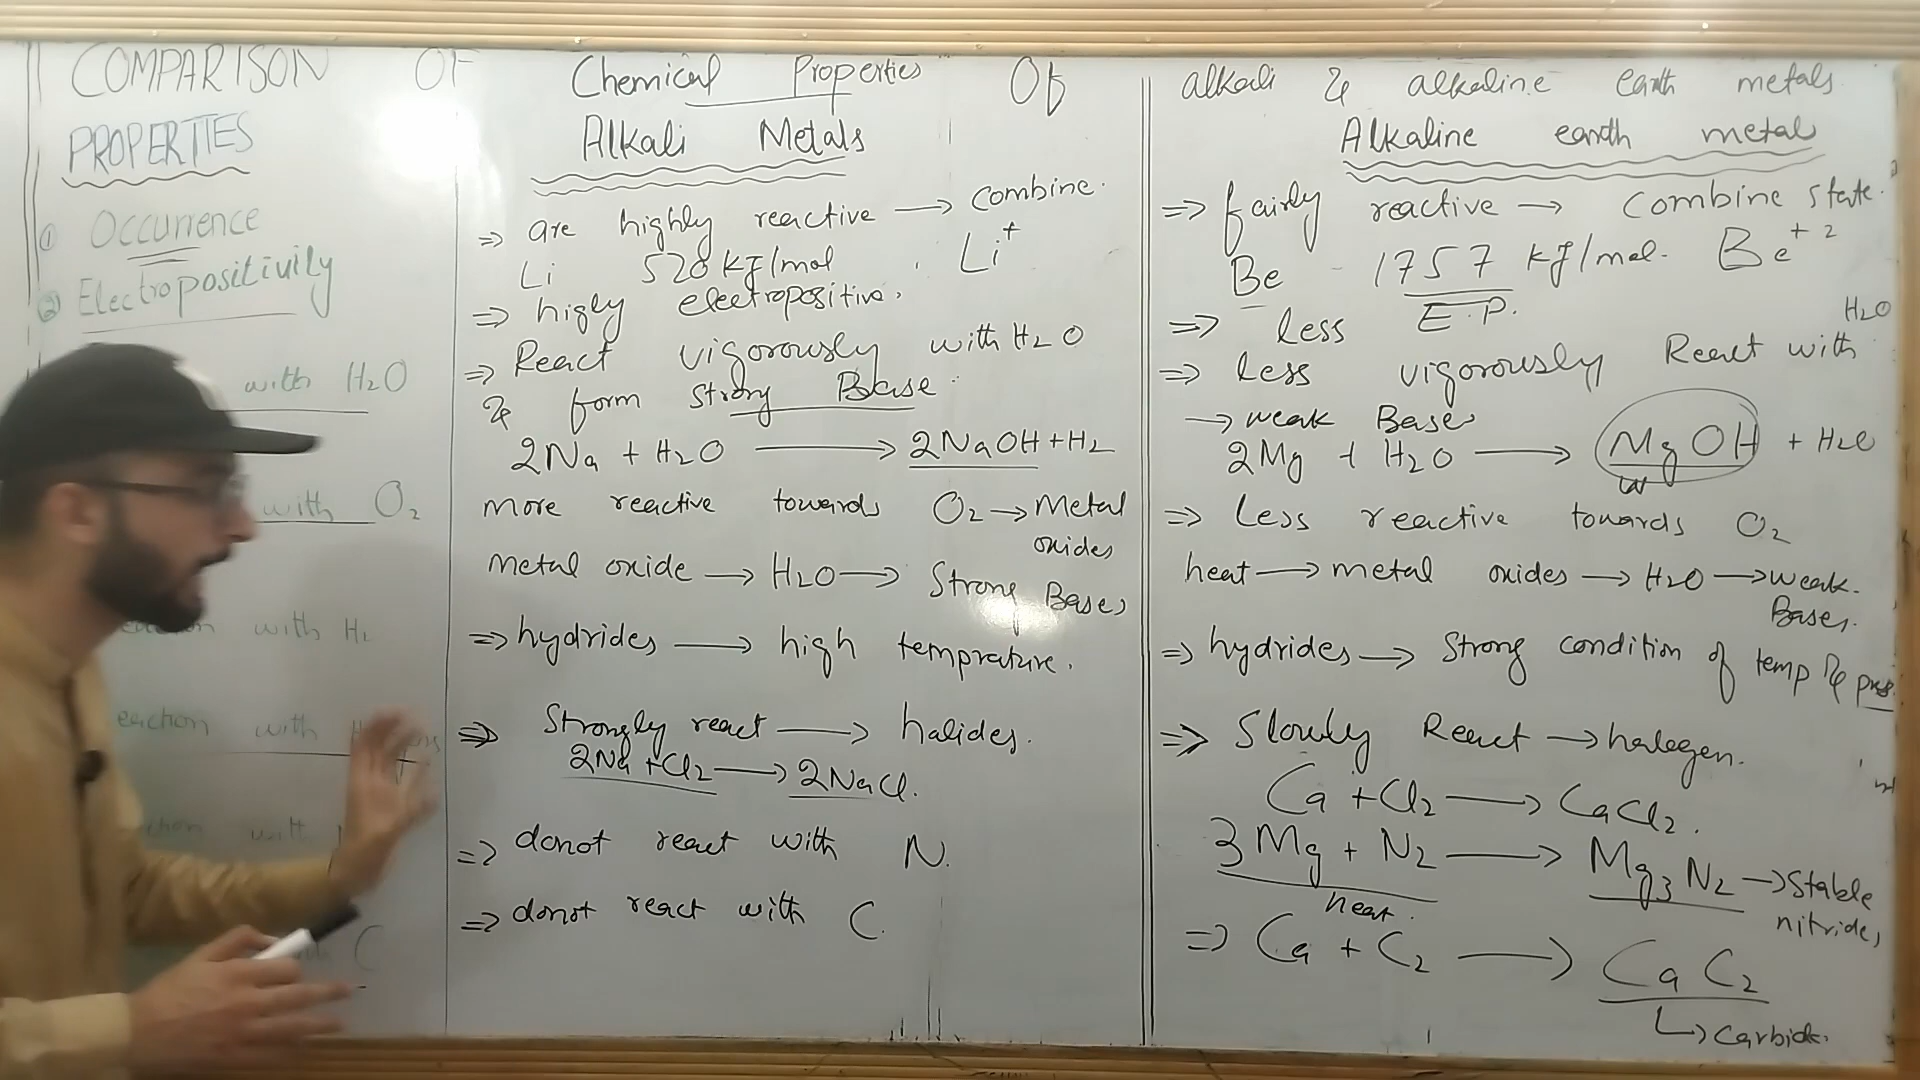 COMPARISON OF Chemical Properties Of alkali & alkaline earth metals.
PROPERTIES Alkali Metals Alkaline earth metal
① Occurrence
② Electropositivily
with H₂O
with O₂
with H₂
eaction with
with
C
⇒ are highly reactive → combine.
Li 520 KJ/mol Li⁺
⇒ higly electropositive.
⇒ React vigorously with H₂O
& form strong Base.
2Na + H₂O → 2NaOH + H₂
more reactive towards O₂ → Metal
oxides
metal oxide → H₂O → Strong Bases
⇒ hydrides → high temprature.
⇒ Strongly react → halides.
2Na + Cl₂ → 2NaCl.
⇒ donot react with N.
⇒ donot react with C.
⇒ fairly reactive → combine state.
Be 1757 KJ/mol. Be⁺²
⇒ less E.P.
⇒ less vigorously React with H₂O
→ weak Bases
2Mg + H₂O → MgOH + H₂O
w
⇒ Less reactive towards O₂
heat → metal oxides → H₂O → weak.
Bases.
⇒ hydrides → Strong condition of temp & pres.
⇒ Slowly React → halogen.
Ca + Cl₂ → CaCl₂.
3Mg + N₂ → Mg₃N₂ → Stable
heat. nitrides
⇒ Ca + C₂ → CaC₂
↳ Carbide.